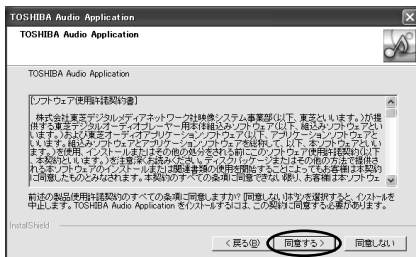 TOSHIBA Audio Application
TOSHIBA Audio Application
TOSHIBA Audio Application
[ソフトウェア使用許諾契約書]
株式会社東芝デジタルメディアネットワーク社映像システム事業部(以下、東芝といいます。)が提
供する東芝デジタルオーディオプレーヤー用本体組込みソフトウェア(以下、組込みソフトウェアとい
います。)および東芝オーディオアプリケーションソフトウェア(以下、アプリケーションソフトウェアと
いいます。組込みソフトウェアとアプリケーションソフトウェアを総称して、以下、本ソフトウェアといい
ます。)を使用、インストールまたはその他の処分をされる前にこのソフトウェア使用許諾契約(以下
、本契約といいます。)を注意深くお読みください。ディスクパッケージまたはその他の方法で提供さ
れる本ソフトウェアのインストールまたは関連書類の使用を開始することによってもお客様は本契約
に同意したものとみなされます。本契約のすべての条項に同意できない限り、お客様は本ソフトウェ
前述の製品使用許諾契約のすべての条項に同意しますか? [同意しない]ボタンを選択すると、インストールを
中止します。TOSHIBA Audio Application をインストールするには、この契約に同意する必要があります。
InstallShield
< 戻る(B) 同意する > 同意しない